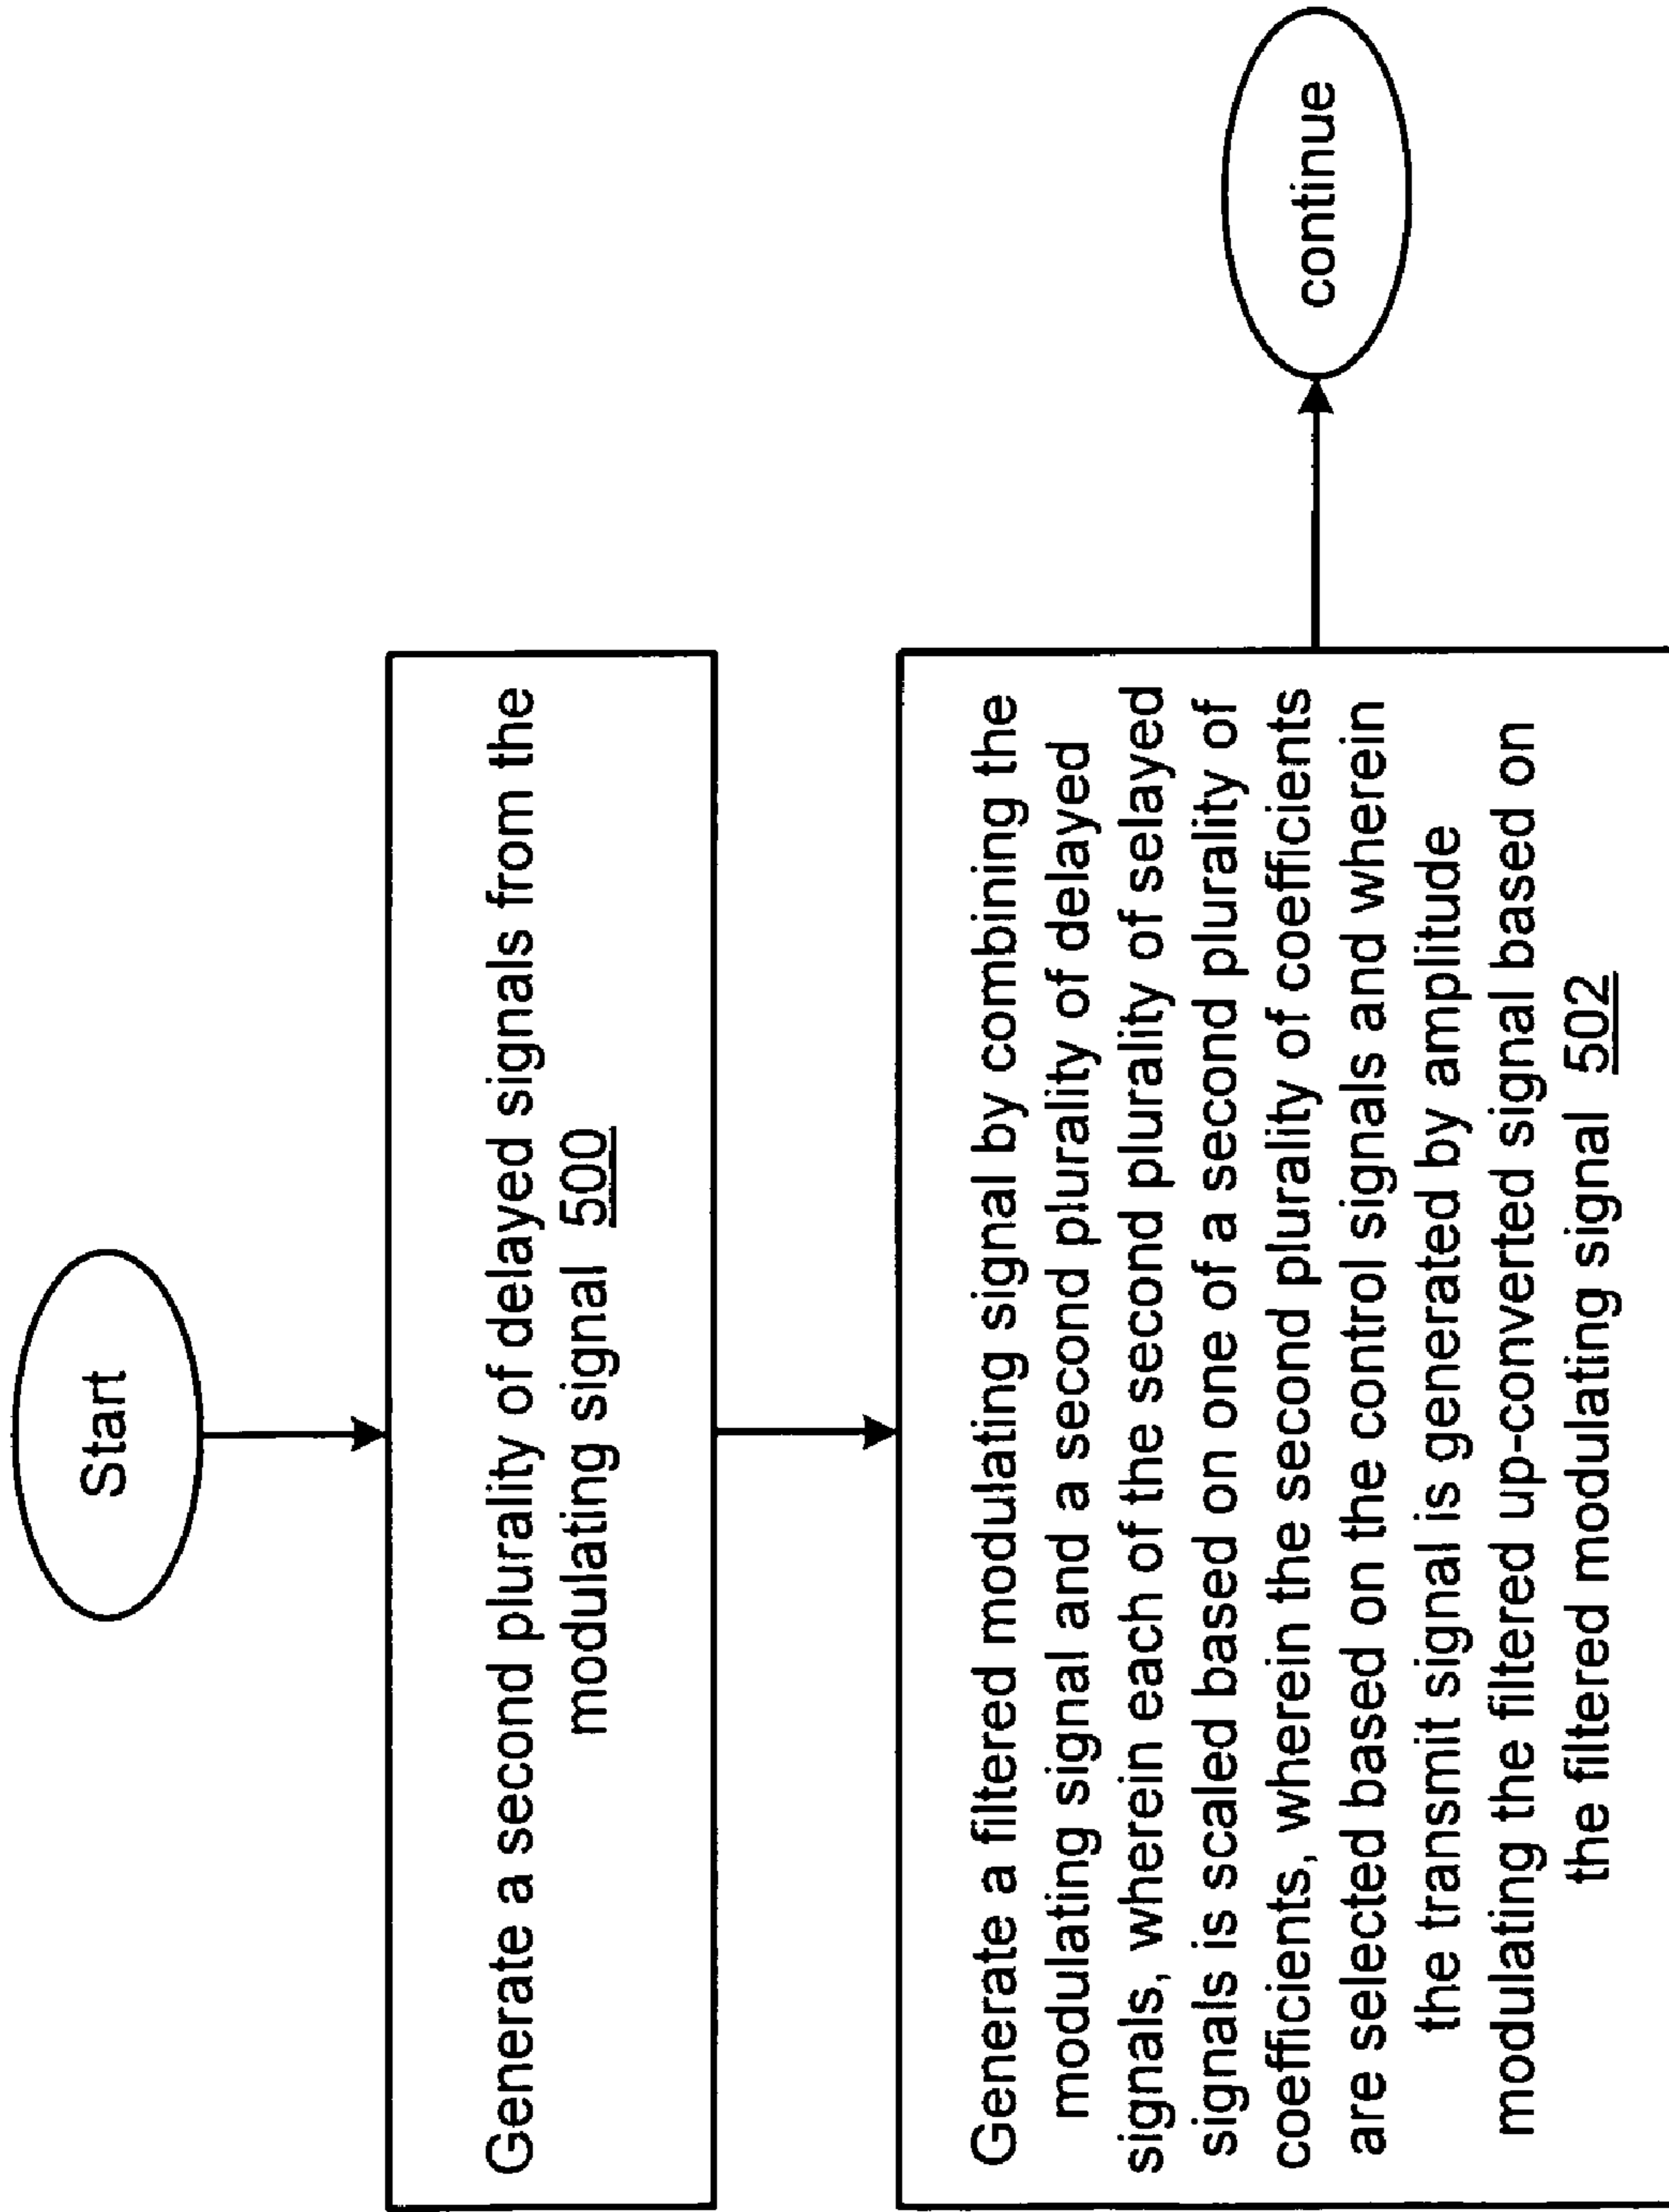 Start
Generate a second plurality of delayed signals from the
modulating signal 500
Generate a filtered modulating signal by combining the
modulating signal and a second plurality of delayed
signals, wherein each of the second plurality of selayed
signals is scaled based on one of a second plurality of
coefficients, wherein the second plurality of coefficients
are selected based on the control signals and wherein
the transmit signal is generated by amplitude
modulating the filtered up-converted signal based on
the filtered modulating signal 502
continue